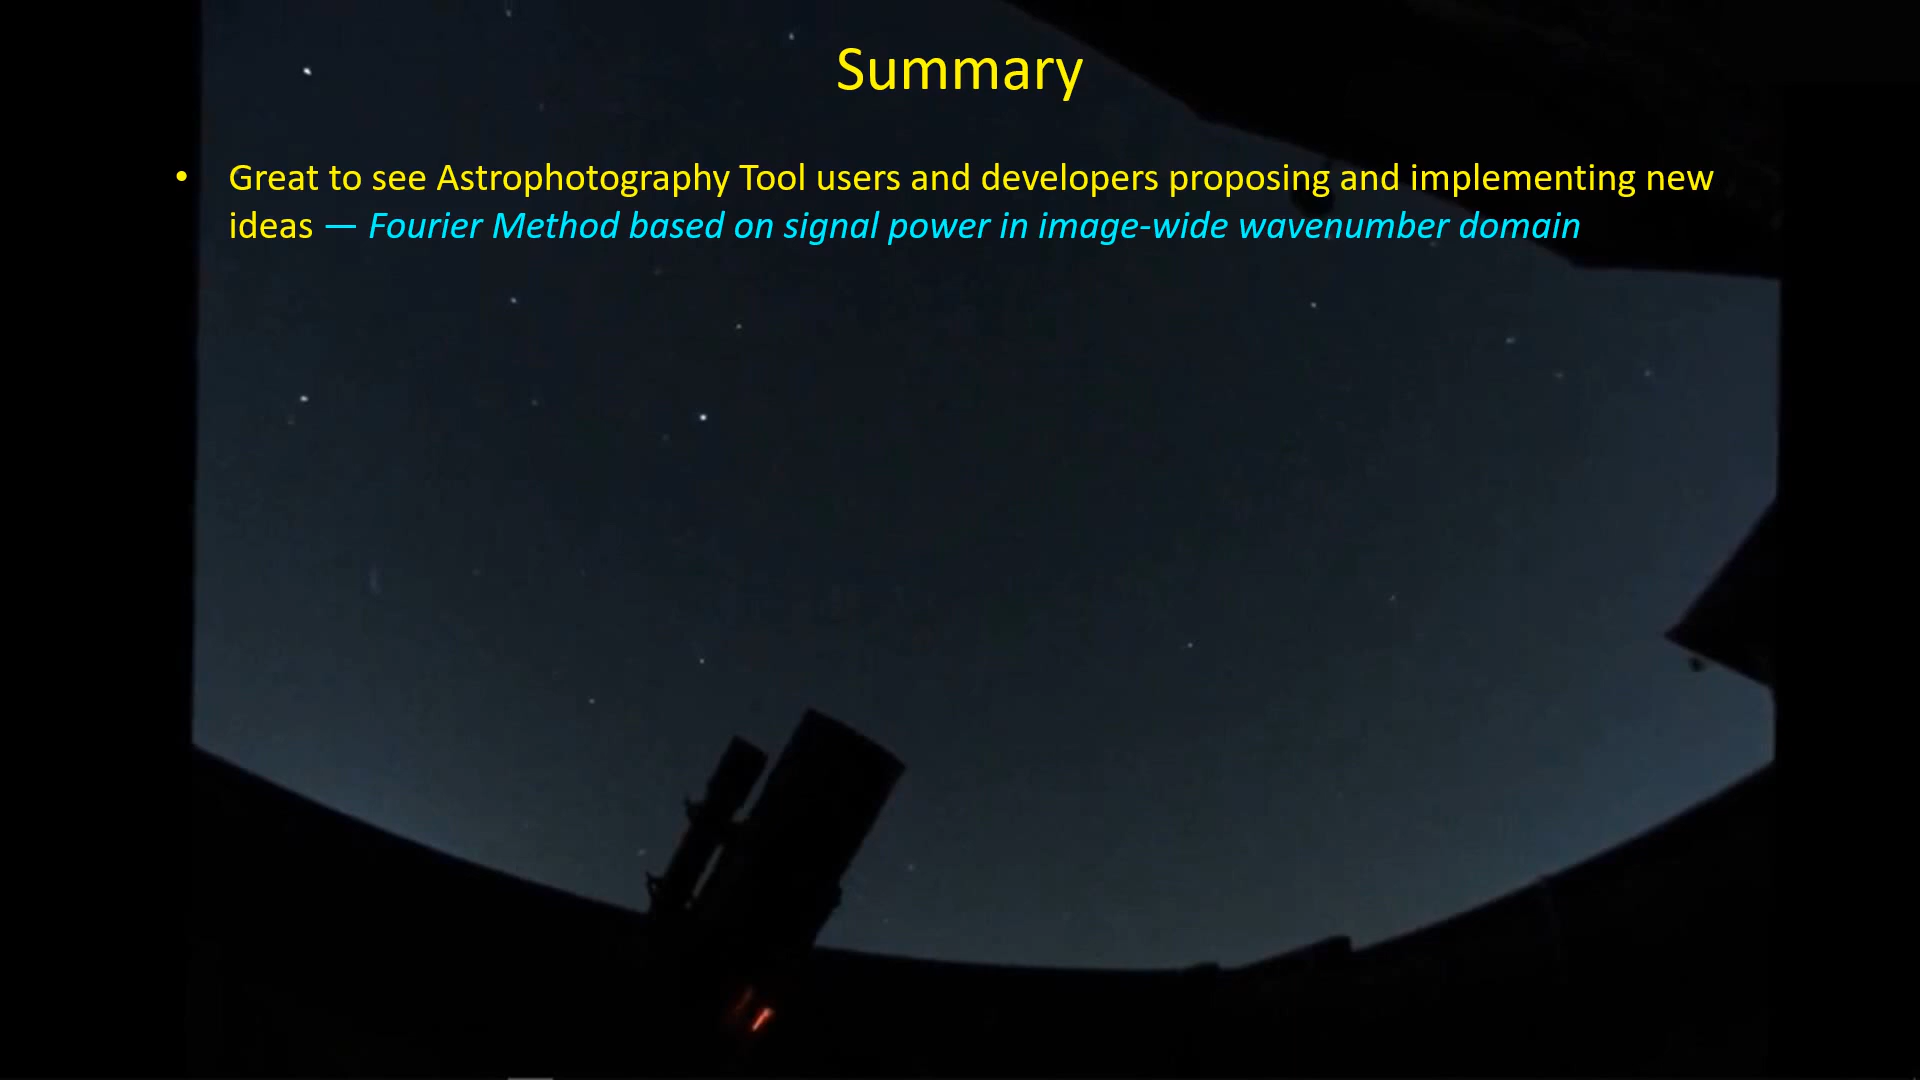 Summary
• Great to see Astrophotography Tool users and developers proposing and implementing new
ideas — Fourier Method based on signal power in image-wide wavenumber domain